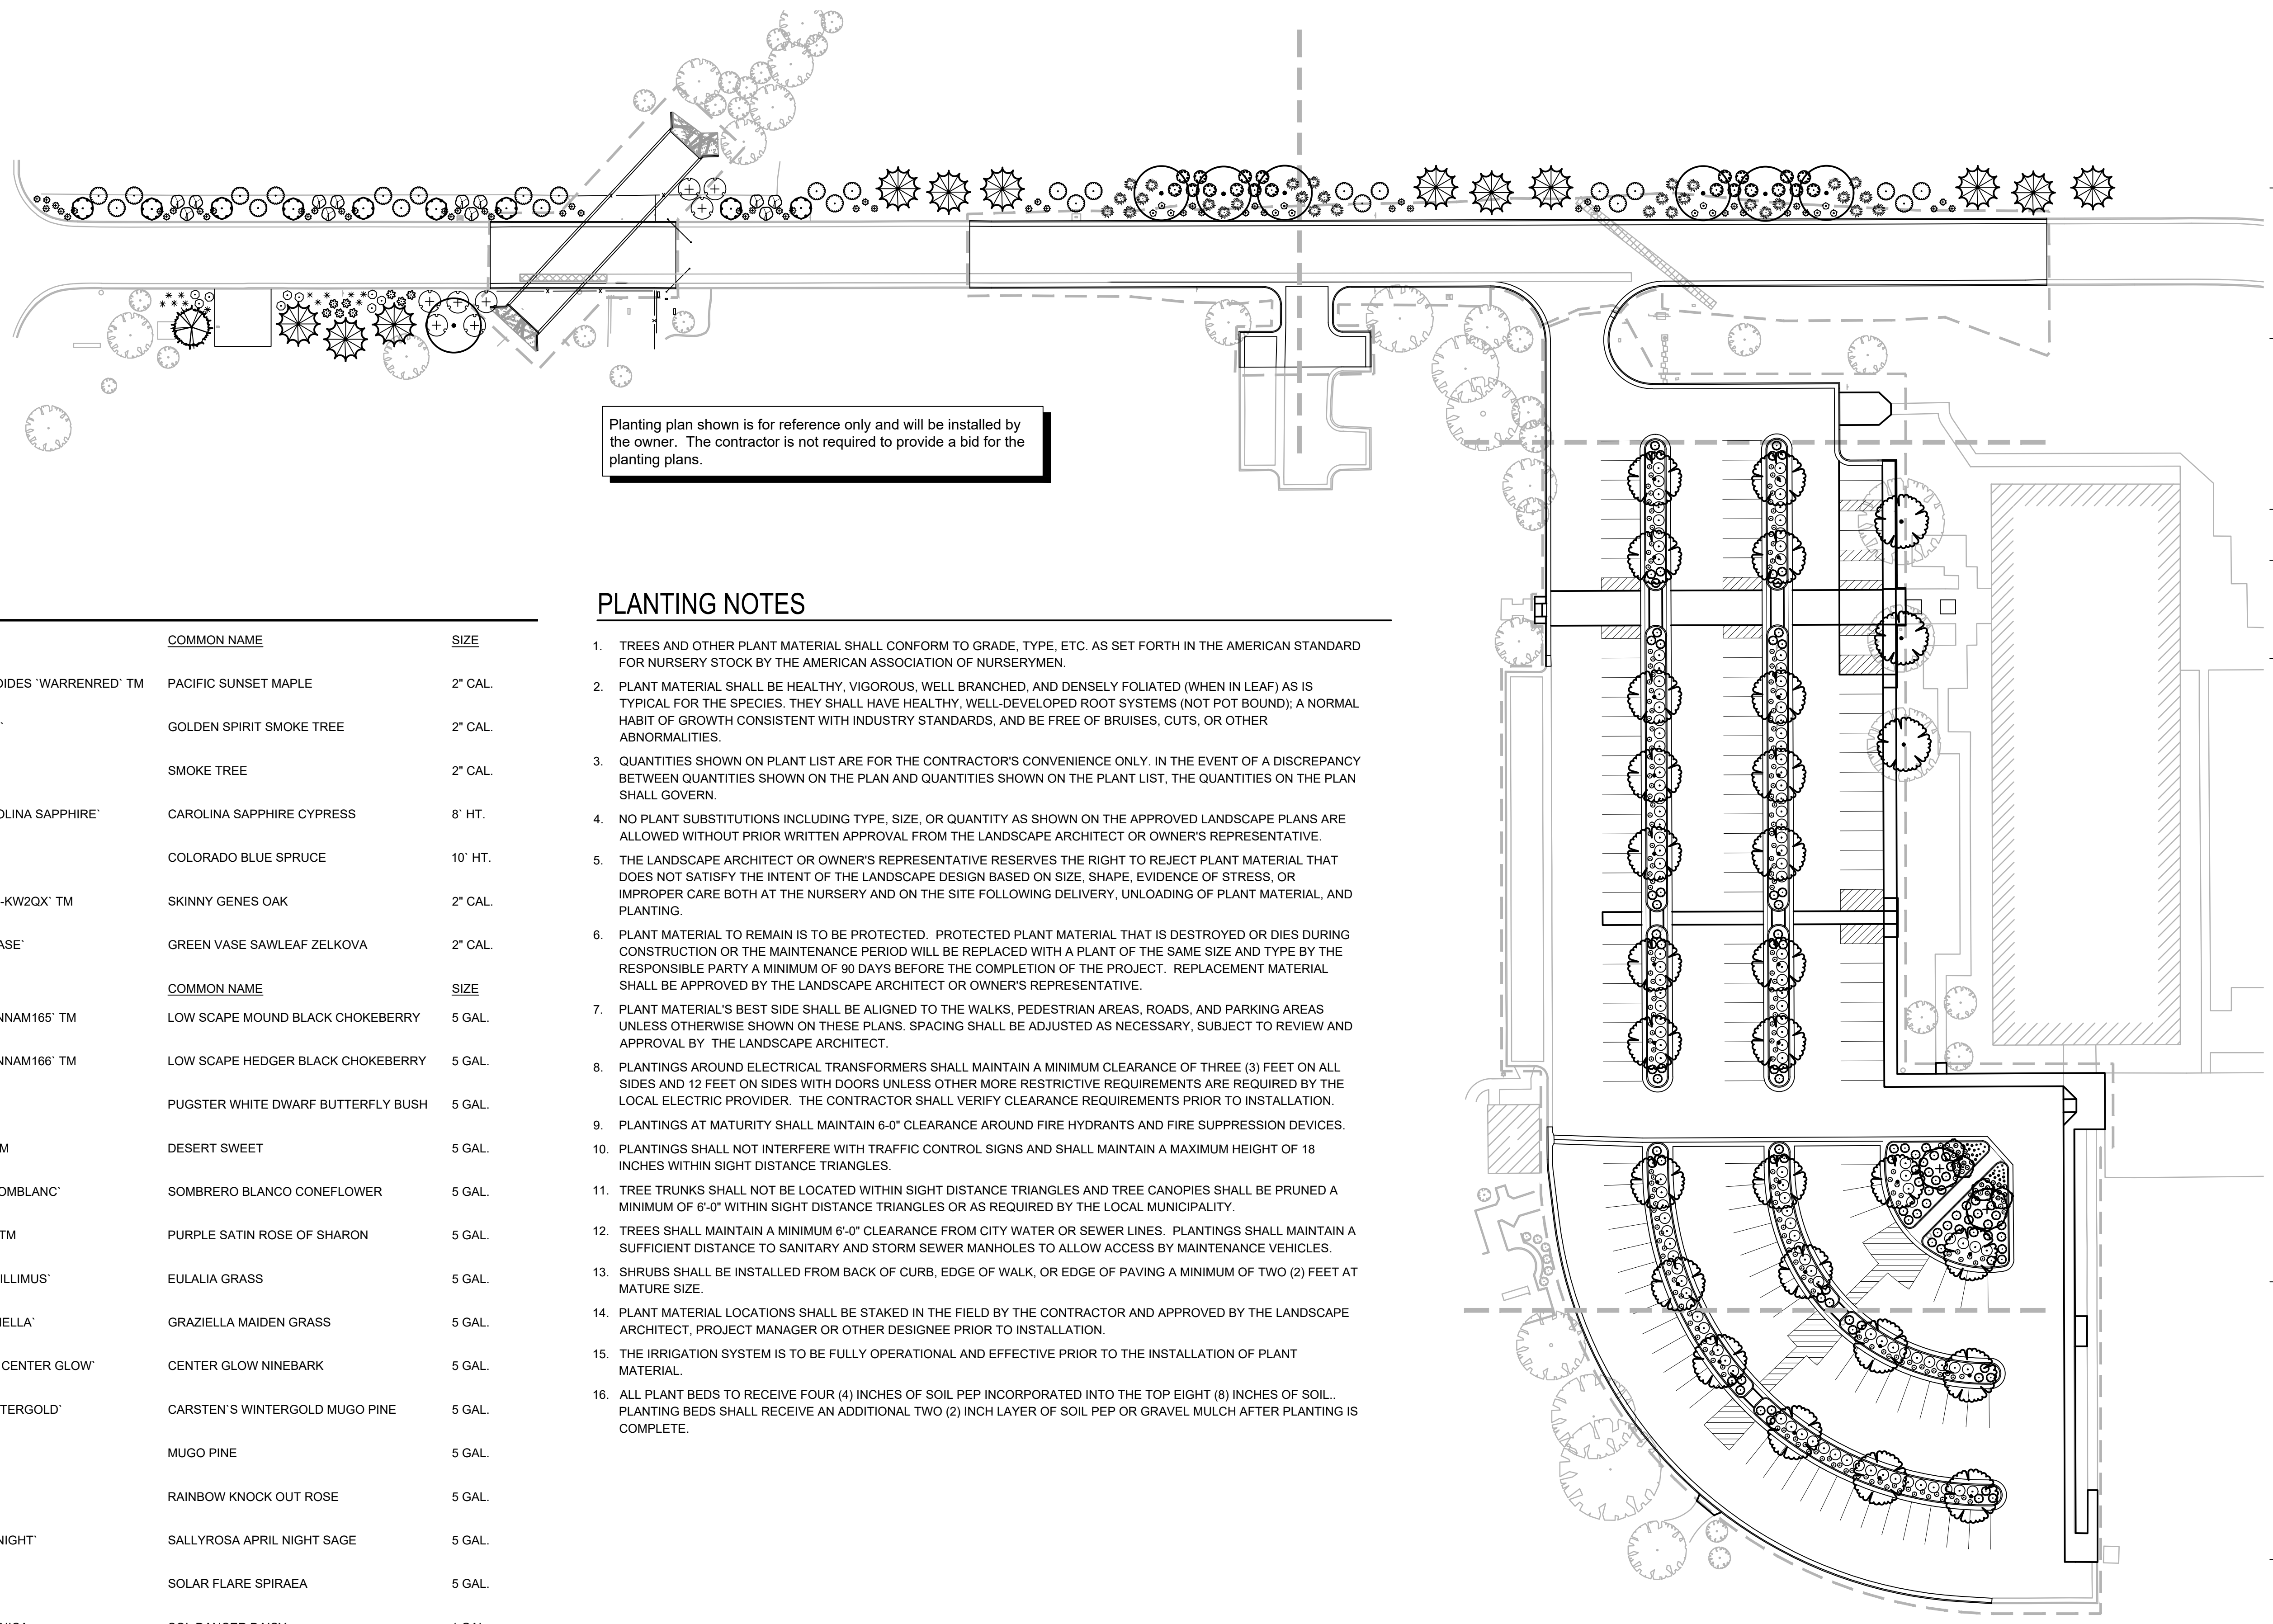 Planting plan shown is for reference only and will be installed by
the owner.  The contractor is not required to provide a bid for the
planting plans.
COMMON NAME SIZE
OIDES `WARRENRED` TM PACIFIC SUNSET MAPLE 2" CAL.
` GOLDEN SPIRIT SMOKE TREE 2" CAL.
SMOKE TREE 2" CAL.
OLINA SAPPHIRE` CAROLINA SAPPHIRE CYPRESS 8` HT.
COLORADO BLUE SPRUCE 10` HT.
-KW2QX` TM SKINNY GENES OAK 2" CAL.
ASE` GREEN VASE SAWLEAF ZELKOVA 2" CAL.
COMMON NAME SIZE
NNAM165` TM LOW SCAPE MOUND BLACK CHOKEBERRY 5 GAL.
NNAM166` TM LOW SCAPE HEDGER BLACK CHOKEBERRY 5 GAL.
PUGSTER WHITE DWARF BUTTERFLY BUSH 5 GAL.
M DESERT SWEET 5 GAL.
OMBLANC` SOMBRERO BLANCO CONEFLOWER 5 GAL.
TM PURPLE SATIN ROSE OF SHARON 5 GAL.
ILLIMUS` EULALIA GRASS 5 GAL.
IELLA` GRAZIELLA MAIDEN GRASS 5 GAL.
CENTER GLOW` CENTER GLOW NINEBARK 5 GAL.
TERGOLD` CARSTEN`S WINTERGOLD MUGO PINE 5 GAL.
MUGO PINE 5 GAL.
RAINBOW KNOCK OUT ROSE 5 GAL.
NIGHT` SALLYROSA APRIL NIGHT SAGE 5 GAL.
SOLAR FLARE SPIRAEA 5 GAL.
PLANTING NOTES
1. TREES AND OTHER PLANT MATERIAL SHALL CONFORM TO GRADE, TYPE, ETC. AS SET FORTH IN THE AMERICAN STANDARD
FOR NURSERY STOCK BY THE AMERICAN ASSOCIATION OF NURSERYMEN.
2. PLANT MATERIAL SHALL BE HEALTHY, VIGOROUS, WELL BRANCHED, AND DENSELY FOLIATED (WHEN IN LEAF) AS IS
TYPICAL FOR THE SPECIES. THEY SHALL HAVE HEALTHY, WELL-DEVELOPED ROOT SYSTEMS (NOT POT BOUND); A NORMAL
HABIT OF GROWTH CONSISTENT WITH INDUSTRY STANDARDS, AND BE FREE OF BRUISES, CUTS, OR OTHER
ABNORMALITIES.
3. QUANTITIES SHOWN ON PLANT LIST ARE FOR THE CONTRACTOR'S CONVENIENCE ONLY. IN THE EVENT OF A DISCREPANCY
BETWEEN QUANTITIES SHOWN ON THE PLAN AND QUANTITIES SHOWN ON THE PLANT LIST, THE QUANTITIES ON THE PLAN
SHALL GOVERN.
4. NO PLANT SUBSTITUTIONS INCLUDING TYPE, SIZE, OR QUANTITY AS SHOWN ON THE APPROVED LANDSCAPE PLANS ARE
ALLOWED WITHOUT PRIOR WRITTEN APPROVAL FROM THE LANDSCAPE ARCHITECT OR OWNER'S REPRESENTATIVE.
5. THE LANDSCAPE ARCHITECT OR OWNER'S REPRESENTATIVE RESERVES THE RIGHT TO REJECT PLANT MATERIAL THAT
DOES NOT SATISFY THE INTENT OF THE LANDSCAPE DESIGN BASED ON SIZE, SHAPE, EVIDENCE OF STRESS, OR
IMPROPER CARE BOTH AT THE NURSERY AND ON THE SITE FOLLOWING DELIVERY, UNLOADING OF PLANT MATERIAL, AND
PLANTING.
6. PLANT MATERIAL TO REMAIN IS TO BE PROTECTED.  PROTECTED PLANT MATERIAL THAT IS DESTROYED OR DIES DURING
CONSTRUCTION OR THE MAINTENANCE PERIOD WILL BE REPLACED WITH A PLANT OF THE SAME SIZE AND TYPE BY THE
RESPONSIBLE PARTY A MINIMUM OF 90 DAYS BEFORE THE COMPLETION OF THE PROJECT.  REPLACEMENT MATERIAL
SHALL BE APPROVED BY THE LANDSCAPE ARCHITECT OR OWNER'S REPRESENTATIVE.
7. PLANT MATERIAL'S BEST SIDE SHALL BE ALIGNED TO THE WALKS, PEDESTRIAN AREAS, ROADS, AND PARKING AREAS
UNLESS OTHERWISE SHOWN ON THESE PLANS. SPACING SHALL BE ADJUSTED AS NECESSARY, SUBJECT TO REVIEW AND
APPROVAL BY  THE LANDSCAPE ARCHITECT.
8. PLANTINGS AROUND ELECTRICAL TRANSFORMERS SHALL MAINTAIN A MINIMUM CLEARANCE OF THREE (3) FEET ON ALL
SIDES AND 12 FEET ON SIDES WITH DOORS UNLESS OTHER MORE RESTRICTIVE REQUIREMENTS ARE REQUIRED BY THE
LOCAL ELECTRIC PROVIDER.  THE CONTRACTOR SHALL VERIFY CLEARANCE REQUIREMENTS PRIOR TO INSTALLATION.
9. PLANTINGS AT MATURITY SHALL MAINTAIN 6-0" CLEARANCE AROUND FIRE HYDRANTS AND FIRE SUPPRESSION DEVICES.
10. PLANTINGS SHALL NOT INTERFERE WITH TRAFFIC CONTROL SIGNS AND SHALL MAINTAIN A MAXIMUM HEIGHT OF 18
INCHES WITHIN SIGHT DISTANCE TRIANGLES.
11. TREE TRUNKS SHALL NOT BE LOCATED WITHIN SIGHT DISTANCE TRIANGLES AND TREE CANOPIES SHALL BE PRUNED A
MINIMUM OF 6'-0" WITHIN SIGHT DISTANCE TRIANGLES OR AS REQUIRED BY THE LOCAL MUNICIPALITY.
12. TREES SHALL MAINTAIN A MINIMUM 6'-0" CLEARANCE FROM CITY WATER OR SEWER LINES.  PLANTINGS SHALL MAINTAIN A
SUFFICIENT DISTANCE TO SANITARY AND STORM SEWER MANHOLES TO ALLOW ACCESS BY MAINTENANCE VEHICLES.
13. SHRUBS SHALL BE INSTALLED FROM BACK OF CURB, EDGE OF WALK, OR EDGE OF PAVING A MINIMUM OF TWO (2) FEET AT
MATURE SIZE.
14. PLANT MATERIAL LOCATIONS SHALL BE STAKED IN THE FIELD BY THE CONTRACTOR AND APPROVED BY THE LANDSCAPE
ARCHITECT, PROJECT MANAGER OR OTHER DESIGNEE PRIOR TO INSTALLATION.
15. THE IRRIGATION SYSTEM IS TO BE FULLY OPERATIONAL AND EFFECTIVE PRIOR TO THE INSTALLATION OF PLANT
MATERIAL.
16. ALL PLANT BEDS TO RECEIVE FOUR (4) INCHES OF SOIL PEP INCORPORATED INTO THE TOP EIGHT (8) INCHES OF SOIL..
PLANTING BEDS SHALL RECEIVE AN ADDITIONAL TWO (2) INCH LAYER OF SOIL PEP OR GRAVEL MULCH AFTER PLANTING IS
COMPLETE.